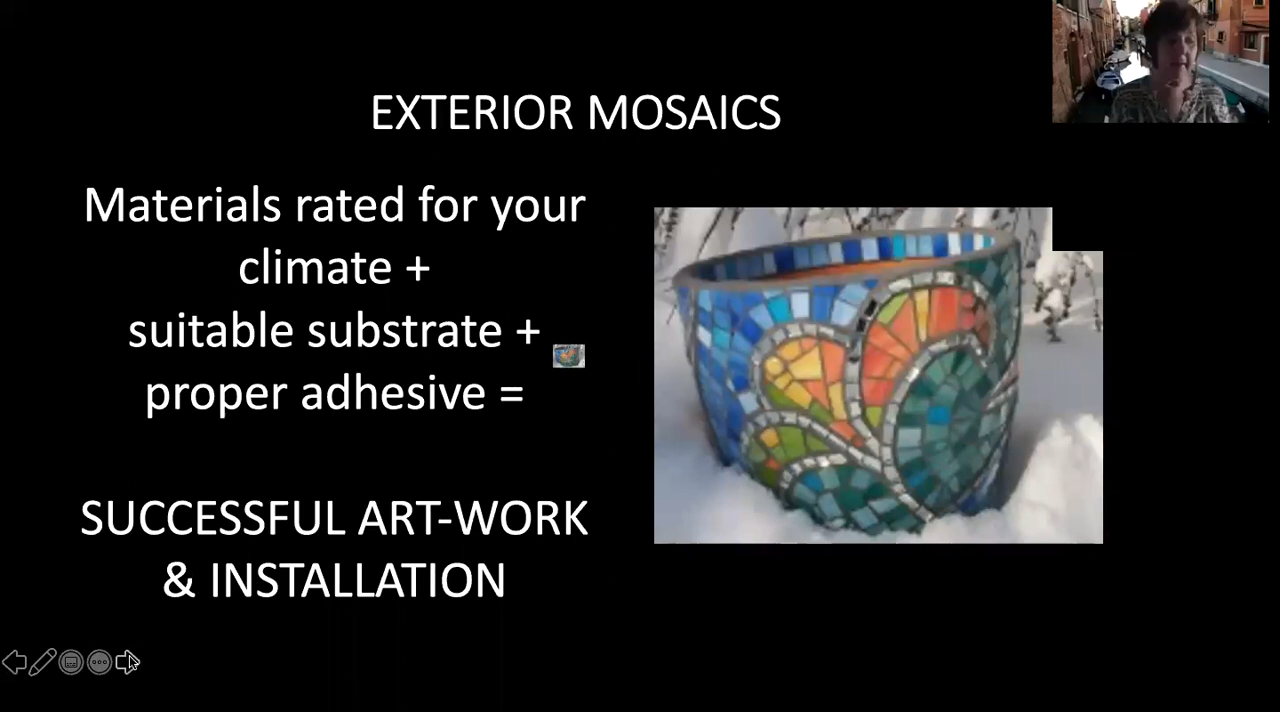 EXTERIOR MOSAICS
Materials rated for your
climate +
suitable substrate +
proper adhesive =
SUCCESSFUL ART-WORK
& INSTALLATION